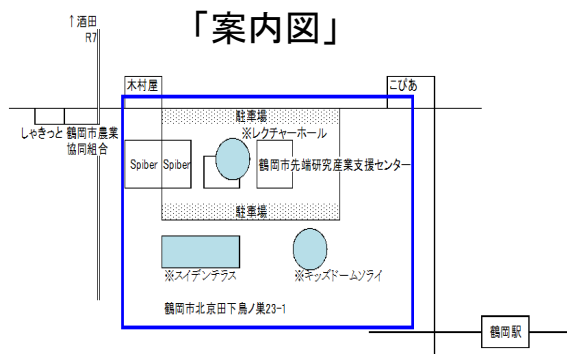 「案内図」
↑酒田
R7
木村屋
こぴあ
駐車場
※レクチャーホール
しゃきっと 鶴岡市農業
協同組合
Spiber Spiber
鶴岡市先端研究産業支援センター
駐車場
※スイデンテラス
※キッズドームソライ
鶴岡市北京田下鳥ノ巣23-1
鶴岡駅